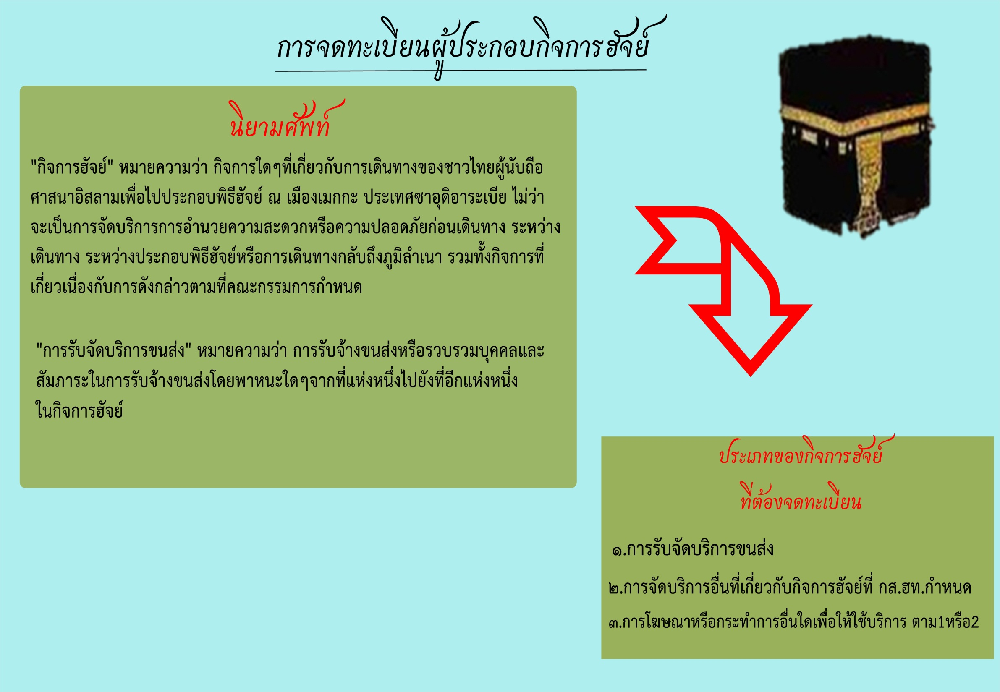 การจดทะเบียนผู้ประกอบกิจการฮัจย์
นิยามศัพท์
"กิจการฮัจย์" หมายความว่า กิจการใดๆที่เกี่ยวกับการเดินทางของชาวไทยผู้นับถือ
ศาสนาอิสลามเพื่อไปประกอบพิธีฮัจย์ ณ เมืองเมกกะ ประเทศซาอุดิอาระเบีย ไม่ว่า
จะเป็นการจัดบริการการอำนวยความสะดวกหรือความปลอดภัยก่อนเดินทาง ระหว่าง
เดินทาง ระหว่างประกอบพิธีฮัจย์หรือการเดินทางกลับถึงภูมิลำเนา รวมทั้งกิจการที่
เกี่ยวเนื่องกับการดังกล่าวตามที่คณะกรรมการกำหนด
"การรับจัดบริการขนส่ง" หมายความว่า การรับจ้างขนส่งหรือรวบรวมบุคคลและ
สัมภาระในการรับจ้างขนส่งโดยพาหนะใดๆจากที่แห่งหนึ่งไปยังที่อีกแห่งหนึ่ง
ในกิจการฮัจย์
ประเภทของกิจการฮัจย์
ที่ต้องจดทะเบียน
๑.การรับจัดบริการขนส่ง
๒.การจัดบริการอื่นที่เกี่ยวกับกิจการฮัจย์ที่ กส.ฮท.กำหนด
๓.การโฆษณาหรือกระทำการอื่นใดเพื่อให้ใช้บริการ ตาม1หรือ2